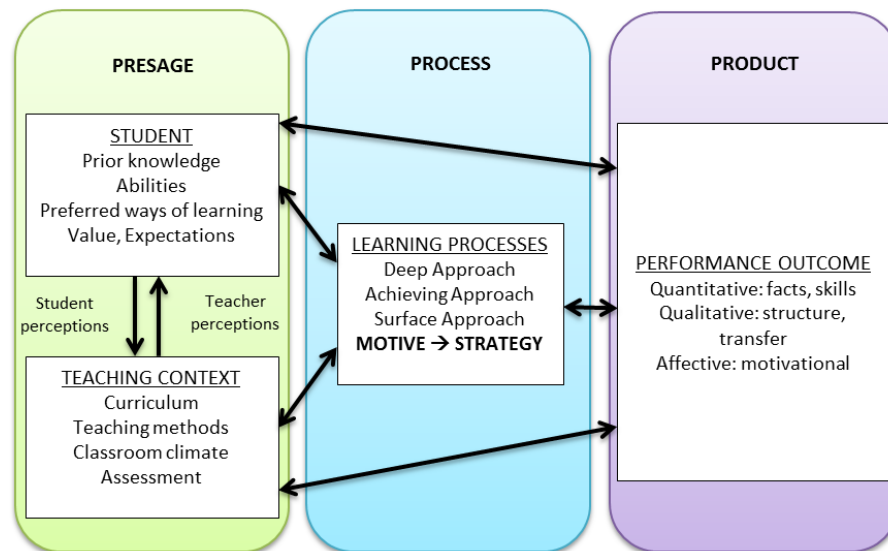 PRESAGE
STUDENT
Prior knowledge
Abilities
Preferred ways of learning
Value, Expectations
Student
perceptions
Teacher
perceptions
TEACHING CONTEXT
Curriculum
Teaching methods
Classroom climate
Assessment
PROCESS
LEARNING PROCESSES
Deep Approach
Achieving Approach
Surface Approach
MOTIVE → STRATEGY
PRODUCT
PERFORMANCE OUTCOME
Quantitative: facts, skills
Qualitative: structure,
transfer
Affective: motivational